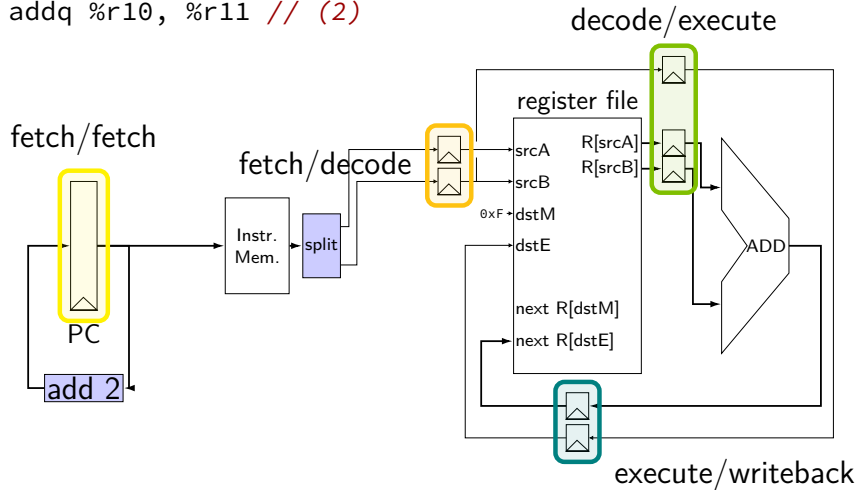 addq %r10, %r11 // (2)
decode/execute
register file
fetch/fetch
fetch/decode
srcA
R[srcA]
srcB
R[srcB]
0xF
dstM
dstE
Instr.
Mem.
split
ADD
next R[dstM]
next R[dstE]
PC
add 2
execute/writeback